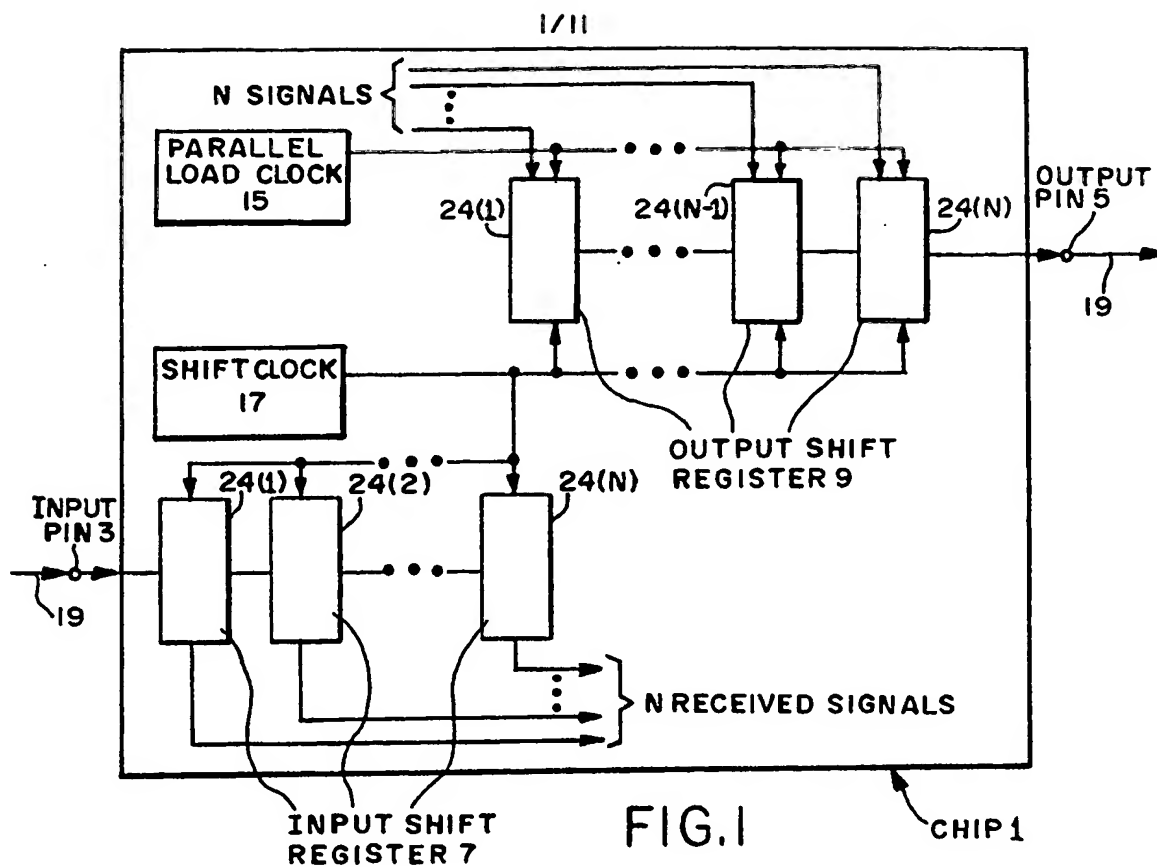 1/11
N SIGNALS
PARALLEL
LOAD CLOCK
15
24(1)
24(N-1)
24(N)
OUTPUT
PIN 5
19
SHIFT CLOCK
17
OUTPUT SHIFT
REGISTER 9
24(1)
24(2)
24(N)
INPUT
PIN 3
19
N RECEIVED SIGNALS
INPUT SHIFT
REGISTER 7
FIG.1
CHIP 1